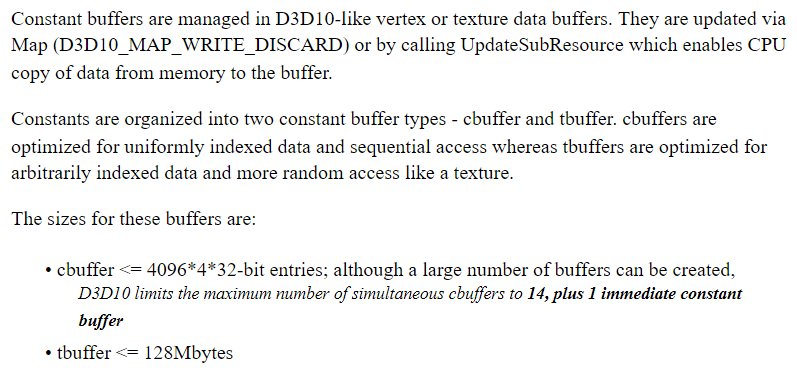 Constant buffers are managed in D3D10-like vertex or texture data buffers. They are updated via
Map (D3D10_MAP_WRITE_DISCARD) or by calling UpdateSubResource which enables CPU
copy of data from memory to the buffer.
Constants are organized into two constant buffer types - cbuffer and tbuffer. cbuffers are
optimized for uniformly indexed data and sequential access whereas tbuffers are optimized for
arbitrarily indexed data and more random access like a texture.
The sizes for these buffers are:
• cbuffer <= 4096*4*32-bit entries; although a large number of buffers can be created,
D3D10 limits the maximum number of simultaneous cbuffers to 14, plus 1 immediate constant
buffer
• tbuffer <= 128Mbytes